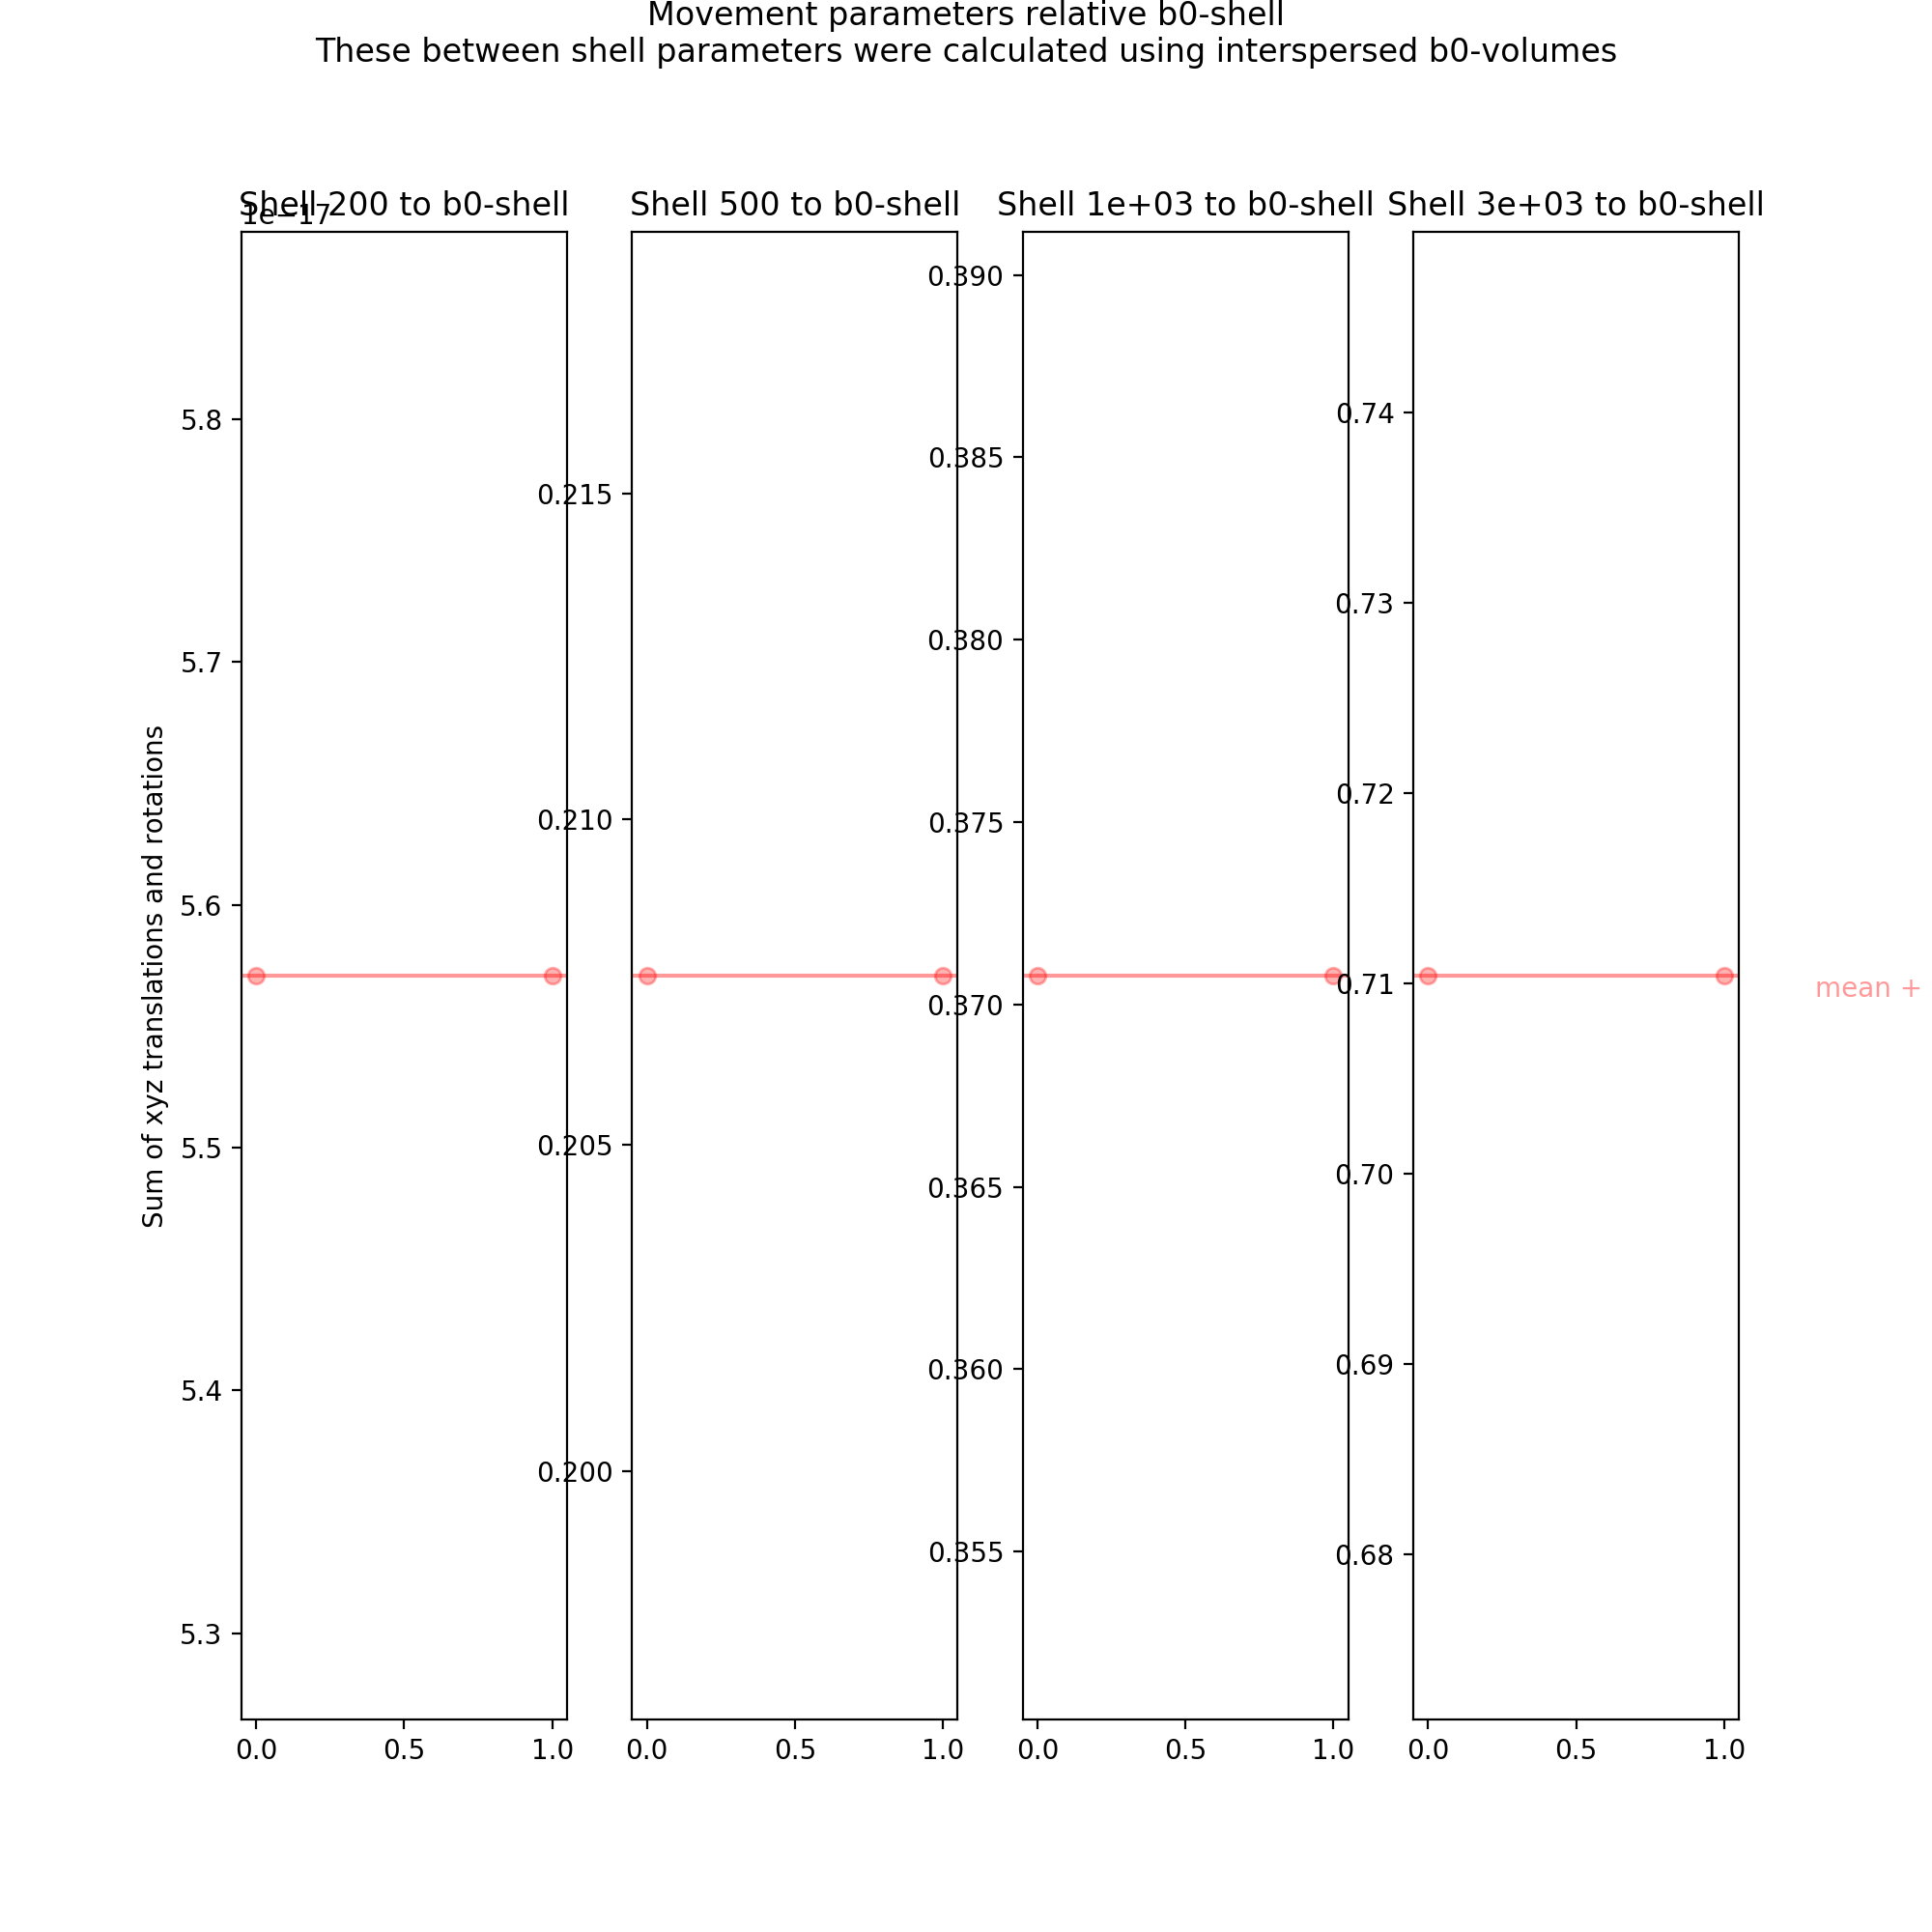 Movement parameters relative b0-shell
These between shell parameters were calculated using interspersed b0-volumes
Shell 200 to b0-shell
1e−17
5.8
5.7
5.6
5.5
5.4
5.3
Sum of xyz translations and rotations
0.0 0.5 1.0
Shell 500 to b0-shell
0.215
0.210
0.205
0.200
0.0 0.5 1.0
Shell 1e+03 to b0-shell
0.390
0.385
0.380
0.375
0.370
0.365
0.360
0.355
0.0 0.5 1.0
Shell 3e+03 to b0-shell
0.74
0.73
0.72
0.71
0.70
0.69
0.68
0.0 0.5 1.0
mean +